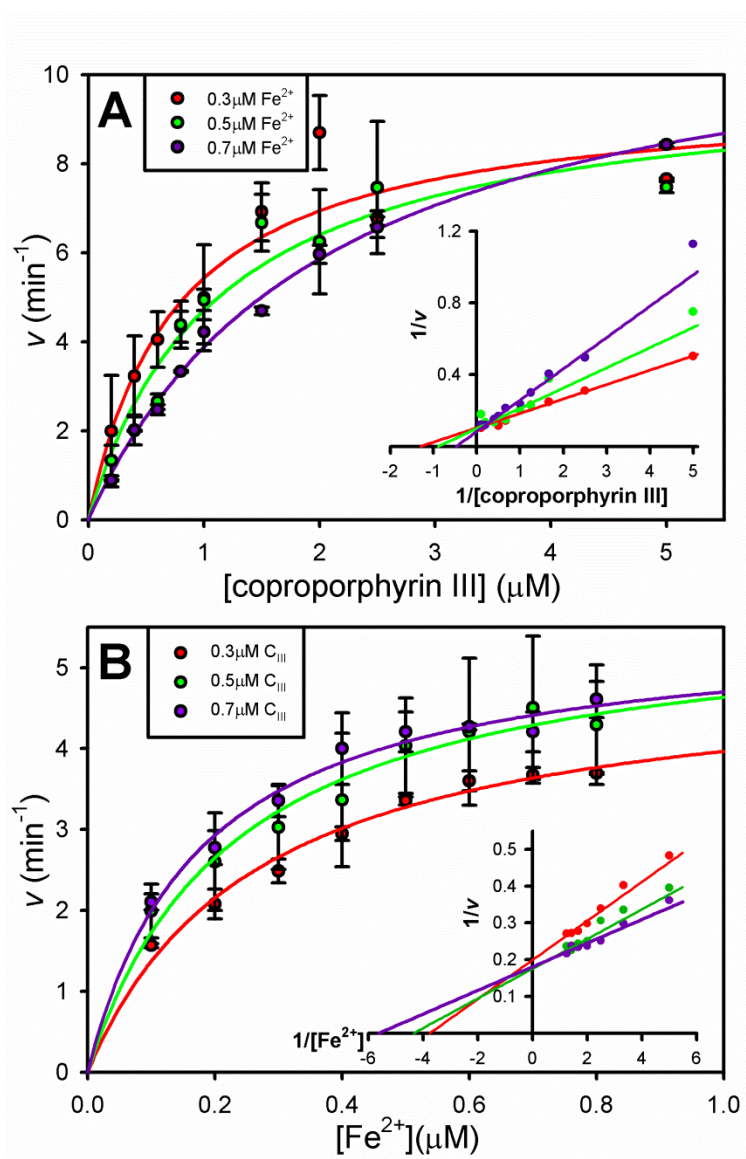 A
0.3μM Fe²⁺
0.5μM Fe²⁺
0.7μM Fe²⁺
10
8
6
4
2
0
v (min⁻¹)
0 1 2 3 4 5
[coproporphyrin III] (μM)
1.2
0.8
0.4
1/v
-2 -1 0 1 2 3 4 5
1/[coproporphyrin III]
B
0.3μM C_III
0.5μM C_III
0.7μM C_III
5
4
3
2
1
0
v (min⁻¹)
0.0 0.2 0.4 0.6 0.8 1.0
[Fe²⁺](μM)
0.5
0.4
0.3
0.2
0.1
1/v
1/[Fe²⁺]
-6 -4 -2 0 2 4 6